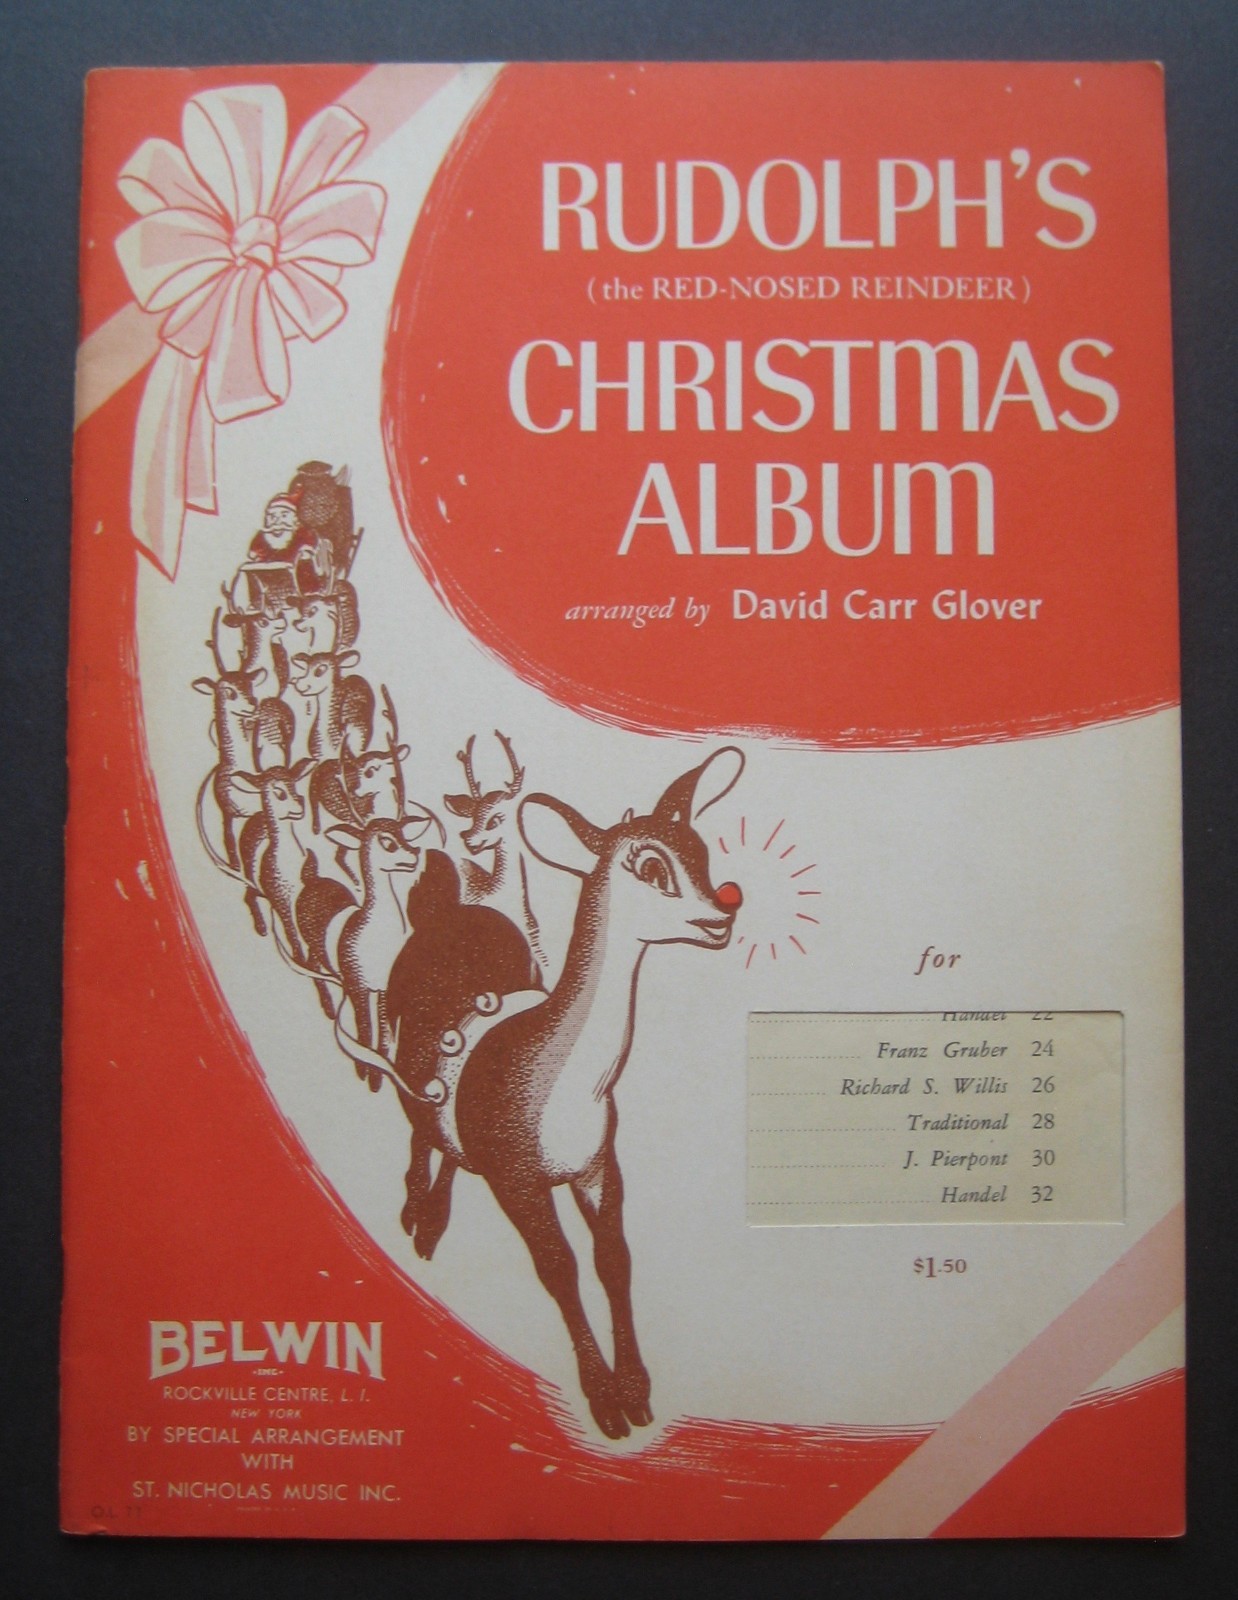 RUDOLPH'S
(the RED-NOSED REINDEER)
CHRISTMAS
ALBUM
arranged by David Carr Glover
for
Handel 22
Franz Gruber 24
Richard S. Willis 26
Traditional 28
J. Pierpont 30
Handel 32
$1.50
BELWIN
INC.
ROCKVILLE CENTRE, L. I.
NEW YORK
BY SPECIAL ARRANGEMENT
WITH
ST. NICHOLAS MUSIC INC.